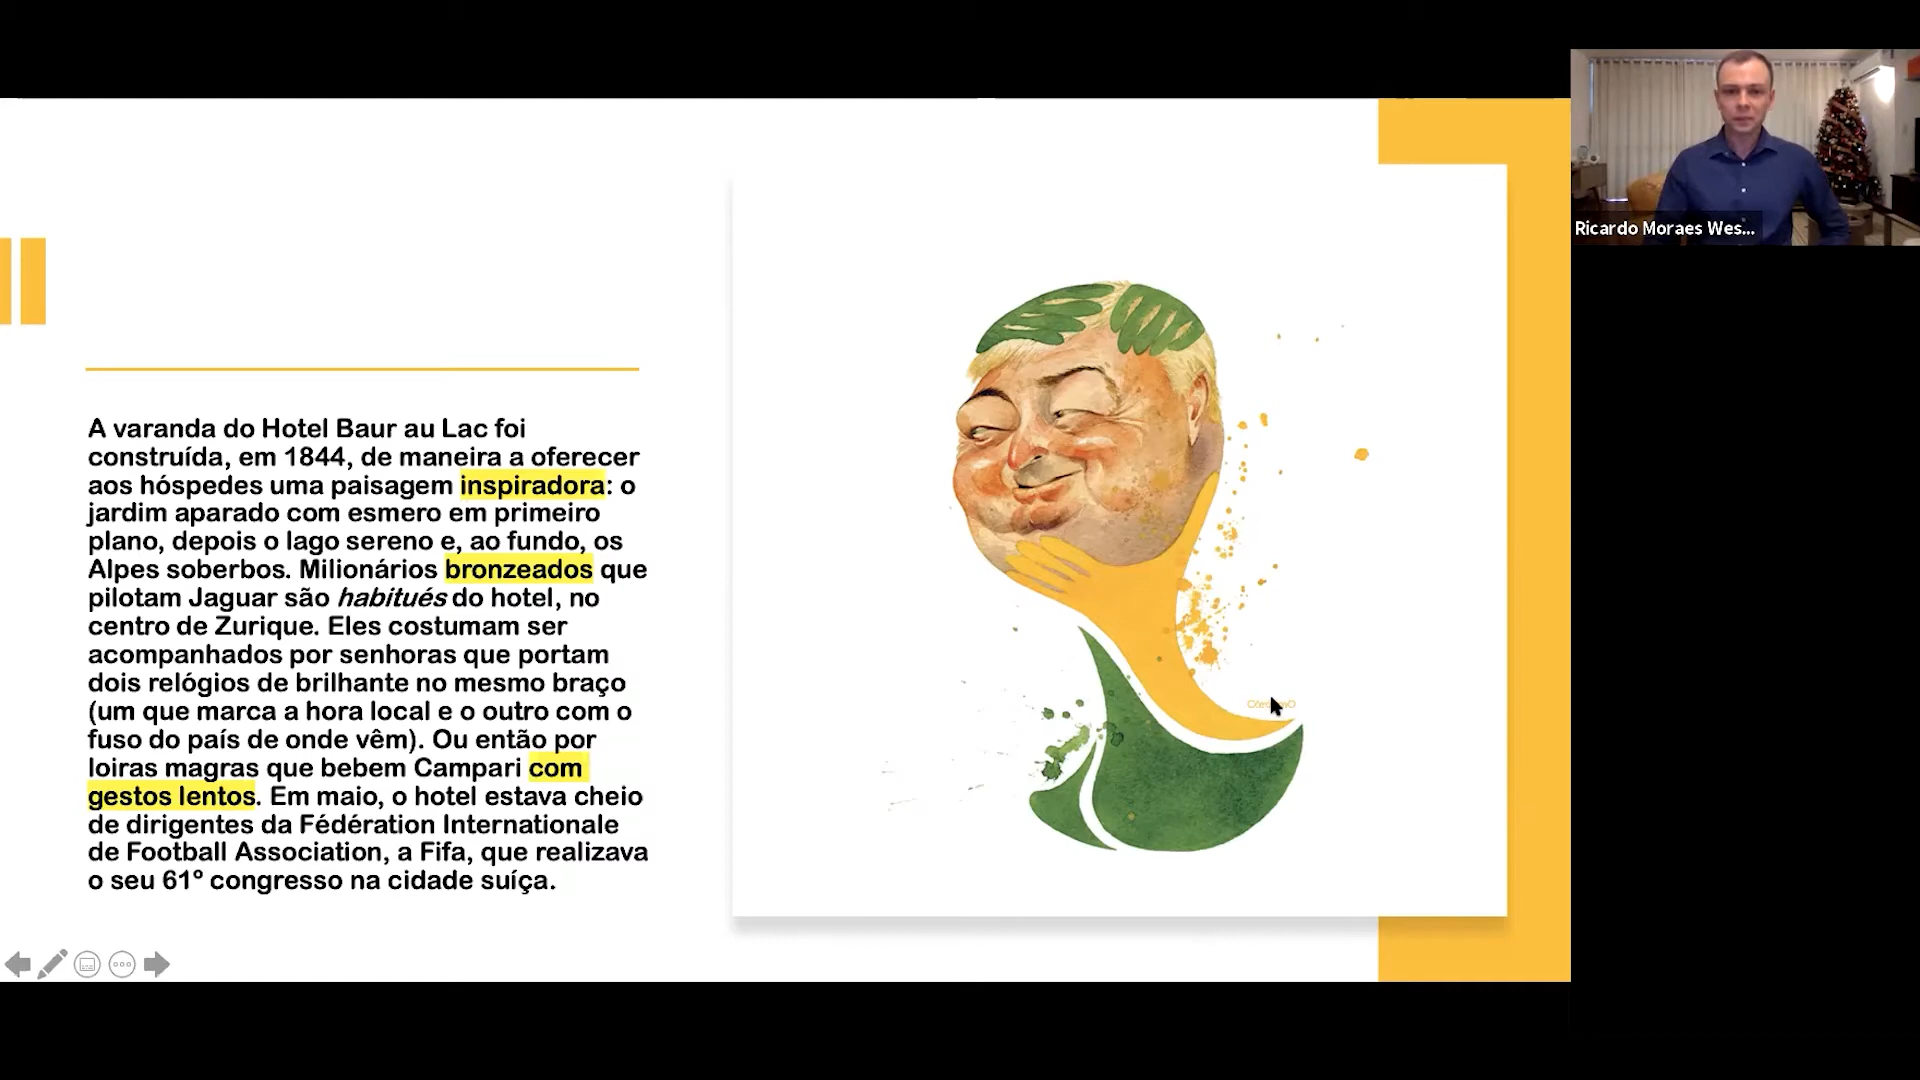 A varanda do Hotel Baur au Lac foi
construída, em 1844, de maneira a oferecer
aos hóspedes uma paisagem inspiradora: o
jardim aparado com esmero em primeiro
plano, depois o lago sereno e, ao fundo, os
Alpes soberbos. Milionários bronzeados que
pilotam Jaguar são habitués do hotel, no
centro de Zurique. Eles costumam ser
acompanhados por senhoras que portam
dois relógios de brilhante no mesmo braço
(um que marca a hora local e o outro com o
fuso do país de onde vêm). Ou então por
loiras magras que bebem Campari com
gestos lentos. Em maio, o hotel estava cheio
de dirigentes da Fédération Internationale
de Football Association, a Fifa, que realizava
o seu 61º congresso na cidade suíça.
Ricardo Moraes Wes...